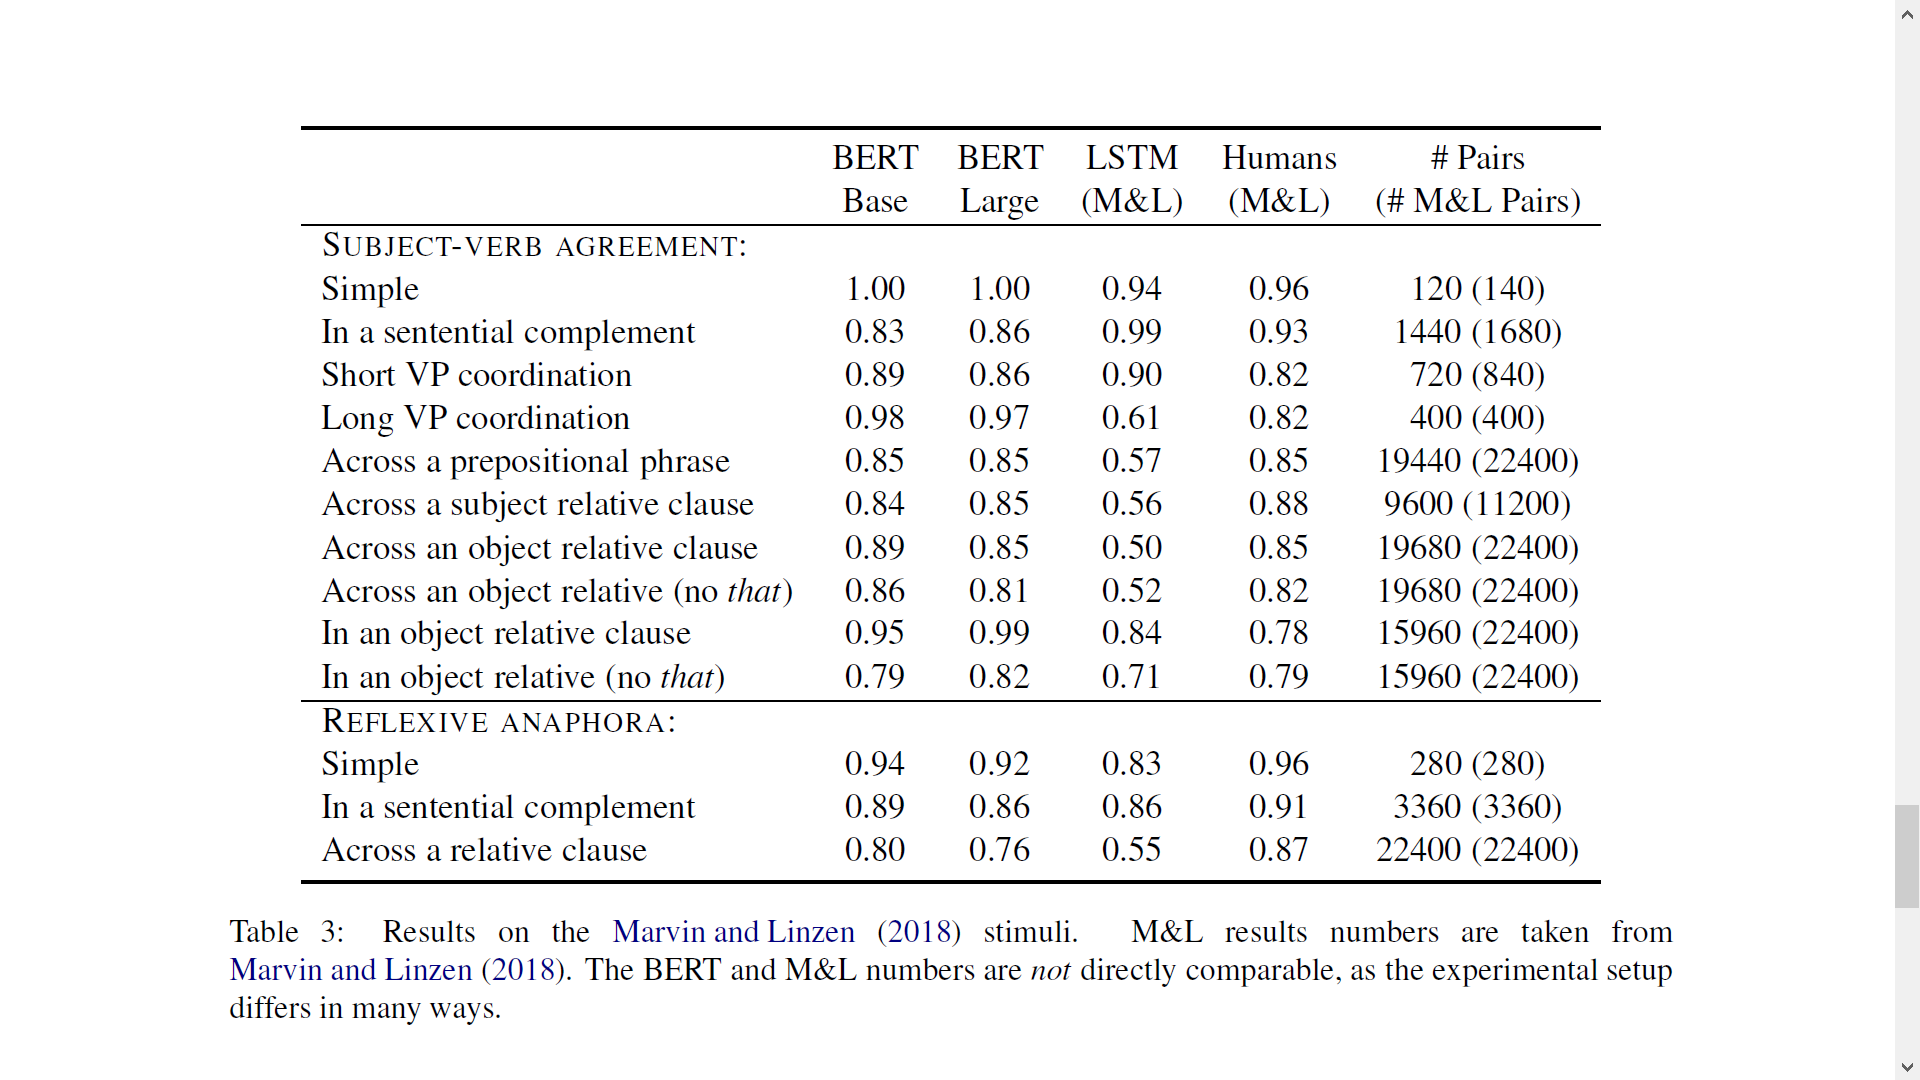 BERT BERT LSTM Humans # Pairs
Base Large (M&L) (M&L) (# M&L Pairs)
SUBJECT-VERB AGREEMENT:
Simple 1.00 1.00 0.94 0.96 120 (140)
In a sentential complement 0.83 0.86 0.99 0.93 1440 (1680)
Short VP coordination 0.89 0.86 0.90 0.82 720 (840)
Long VP coordination 0.98 0.97 0.61 0.82 400 (400)
Across a prepositional phrase 0.85 0.85 0.57 0.85 19440 (22400)
Across a subject relative clause 0.84 0.85 0.56 0.88 9600 (11200)
Across an object relative clause 0.89 0.85 0.50 0.85 19680 (22400)
Across an object relative (no that) 0.86 0.81 0.52 0.82 19680 (22400)
In an object relative clause 0.95 0.99 0.84 0.78 15960 (22400)
In an object relative (no that) 0.79 0.82 0.71 0.79 15960 (22400)
REFLEXIVE ANAPHORA:
Simple 0.94 0.92 0.83 0.96 280 (280)
In a sentential complement 0.89 0.86 0.86 0.91 3360 (3360)
Across a relative clause 0.80 0.76 0.55 0.87 22400 (22400)
Table 3: Results on the Marvin and Linzen (2018) stimuli. M&L results numbers are taken from
Marvin and Linzen (2018). The BERT and M&L numbers are not directly comparable, as the experimental setup
differs in many ways.